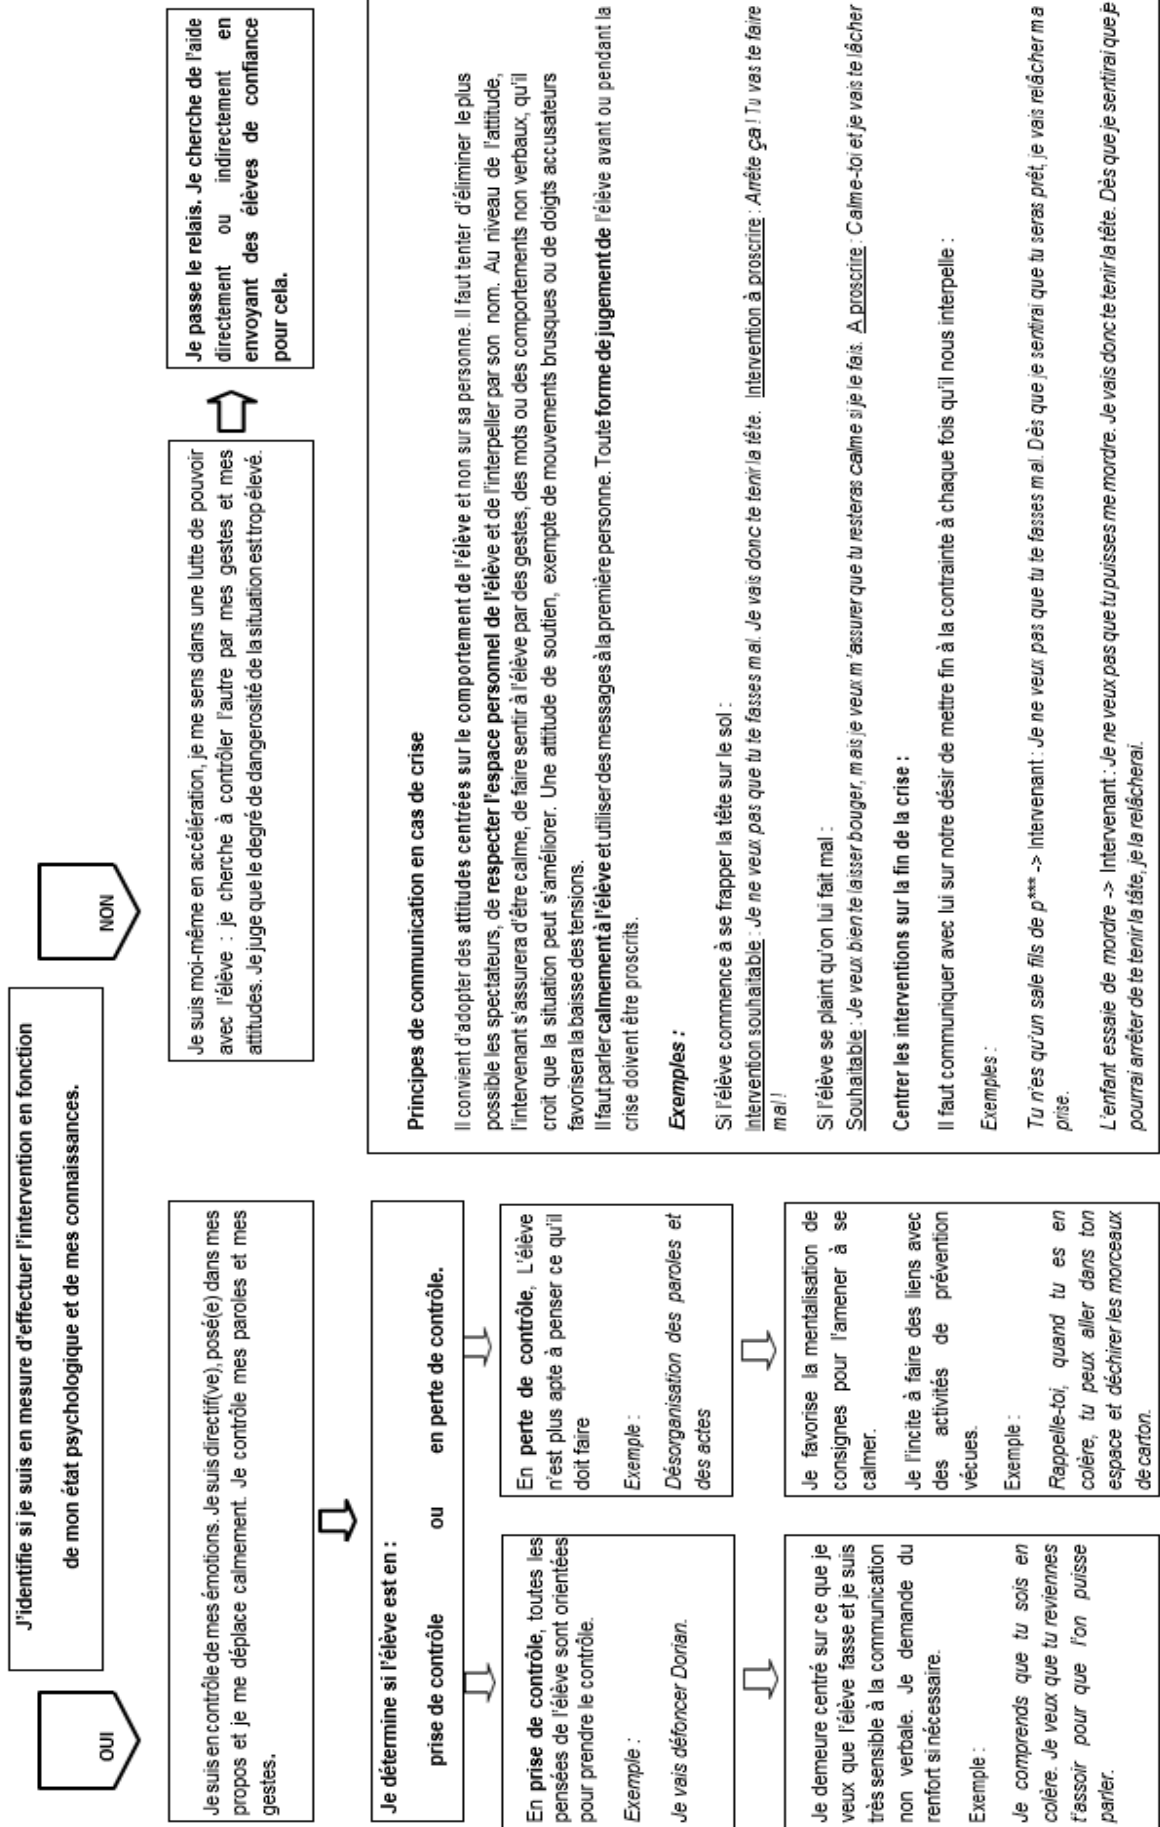 J'identifie si je suis en mesure d'effectuer l'intervention en fonction
de mon état psychologique et de mes connaissances.
OUI
NON
Je suis en contrôle de mes émotions. Je suis directif(ve), posé(e) dans mes
propos et je me déplace calmement. Je contrôle mes paroles et mes
gestes.
Je suis moi-même en accélération, je me sens dans une lutte de pouvoir
avec l'élève : je cherche à contrôler l'autre par mes gestes et mes
attitudes. Je juge que le degré de dangerosité de la situation est trop élevé.
Je passe le relais. Je cherche de l'aide
directement ou indirectement en
envoyant des élèves de confiance
pour cela.
Je détermine si l'élève est en :
prise de contrôle ou en perte de contrôle.
En prise de contrôle, toutes les
pensées de l'élève sont orientées
pour prendre le contrôle.
Exemple :
Je vais défoncer Dorian.
En perte de contrôle, L'élève
n'est plus apte à penser ce qu'il
doit faire
Exemple :
Désorganisation des paroles et
des actes
Je demeure centré sur ce que je
veux que l'élève fasse et je suis
très sensible à la communication
non verbale. Je demande du
renfort si nécessaire.
Exemple :
Je comprends que tu sois en
colère. Je veux que tu reviennes
t'assoir pour que l'on puisse
parler.
Je favorise la mentalisation de
consignes pour l'amener à se
calmer.
Je l'incite à faire des liens avec
des activités de prévention
vécues.
Exemple :
Rappelle-toi, quand tu es en
colère, tu peux aller dans ton
espace et déchirer les morceaux
de carton.
Principes de communication en cas de crise
Il convient d'adopter des attitudes centrées sur le comportement de l'élève et non sur sa personne. Il faut tenter d'éliminer le plus
possible les spectateurs, de respecter l'espace personnel de l'élève et de l'interpeller par son nom. Au niveau de l'attitude,
l'intervenant s'assurera d'être calme, de faire sentir à l'élève par des gestes, des mots ou des comportements non verbaux, qu'il
croit que la situation peut s'améliorer. Une attitude de soutien, exempte de mouvements brusques ou de doigts accusateurs
favorisera la baisse des tensions.
Il faut parler calmement à l'élève et utiliser des messages à la première personne. Toute forme de jugement de l'élève avant ou pendant la
crise doivent être proscrits.
Exemples :
Si l'élève commence à se frapper la tête sur le sol :
Intervention souhaitable : Je ne veux pas que tu te fasses mal. Je vais donc te tenir la tête. Intervention à proscrire : Arrête ça ! Tu vas te faire
mal !
Si l'élève se plaint qu'on lui fait mal :
Souhaitable : Je veux bien te laisser bouger, mais je veux m'assurer que tu resteras calme si je le fais. A proscrire : Calme-toi et je vais te lâcher
Centrer les interventions sur la fin de la crise :
Il faut communiquer avec lui sur notre désir de mettre fin à la contrainte à chaque fois qu'il nous interpelle :
Exemples :
Tu n'es qu'un sale fils de p*** -> Intervenant : Je ne veux pas que tu te fasses mal. Dès que je sentirai que tu seras prêt, je vais relâcher ma
prise.
L'enfant essaie de mordre -> Intervenant : Je ne veux pas que tu puisses me mordre. Je vais donc te tenir la tête. Dès que je sentirai que je
pourrai arrêter de te tenir la tâte, je la relâcherai.